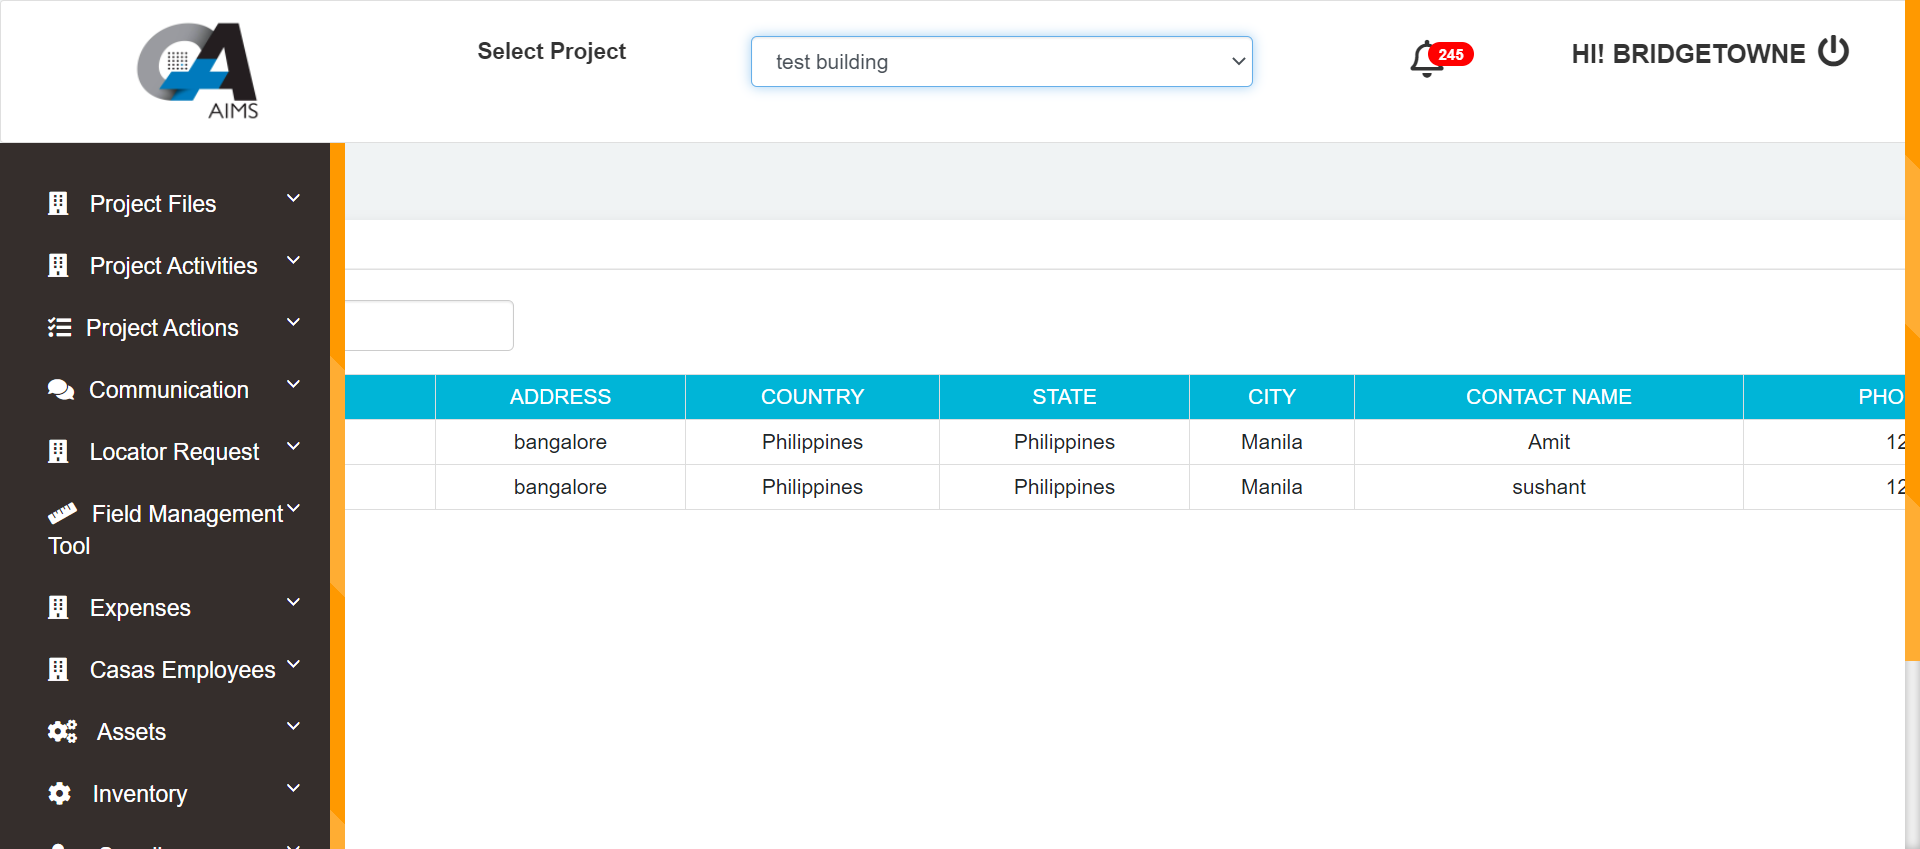 AIMS
Select Project
test building
245
HI! BRIDGETOWNE
Project Files
Project Activities
Project Actions
Communication
Locator Request
Field Management
Tool
Expenses
Casas Employees
Assets
Inventory
ADDRESS COUNTRY STATE CITY CONTACT NAME PHO
bangalore Philippines Philippines Manila Amit 12
bangalore Philippines Philippines Manila sushant 12